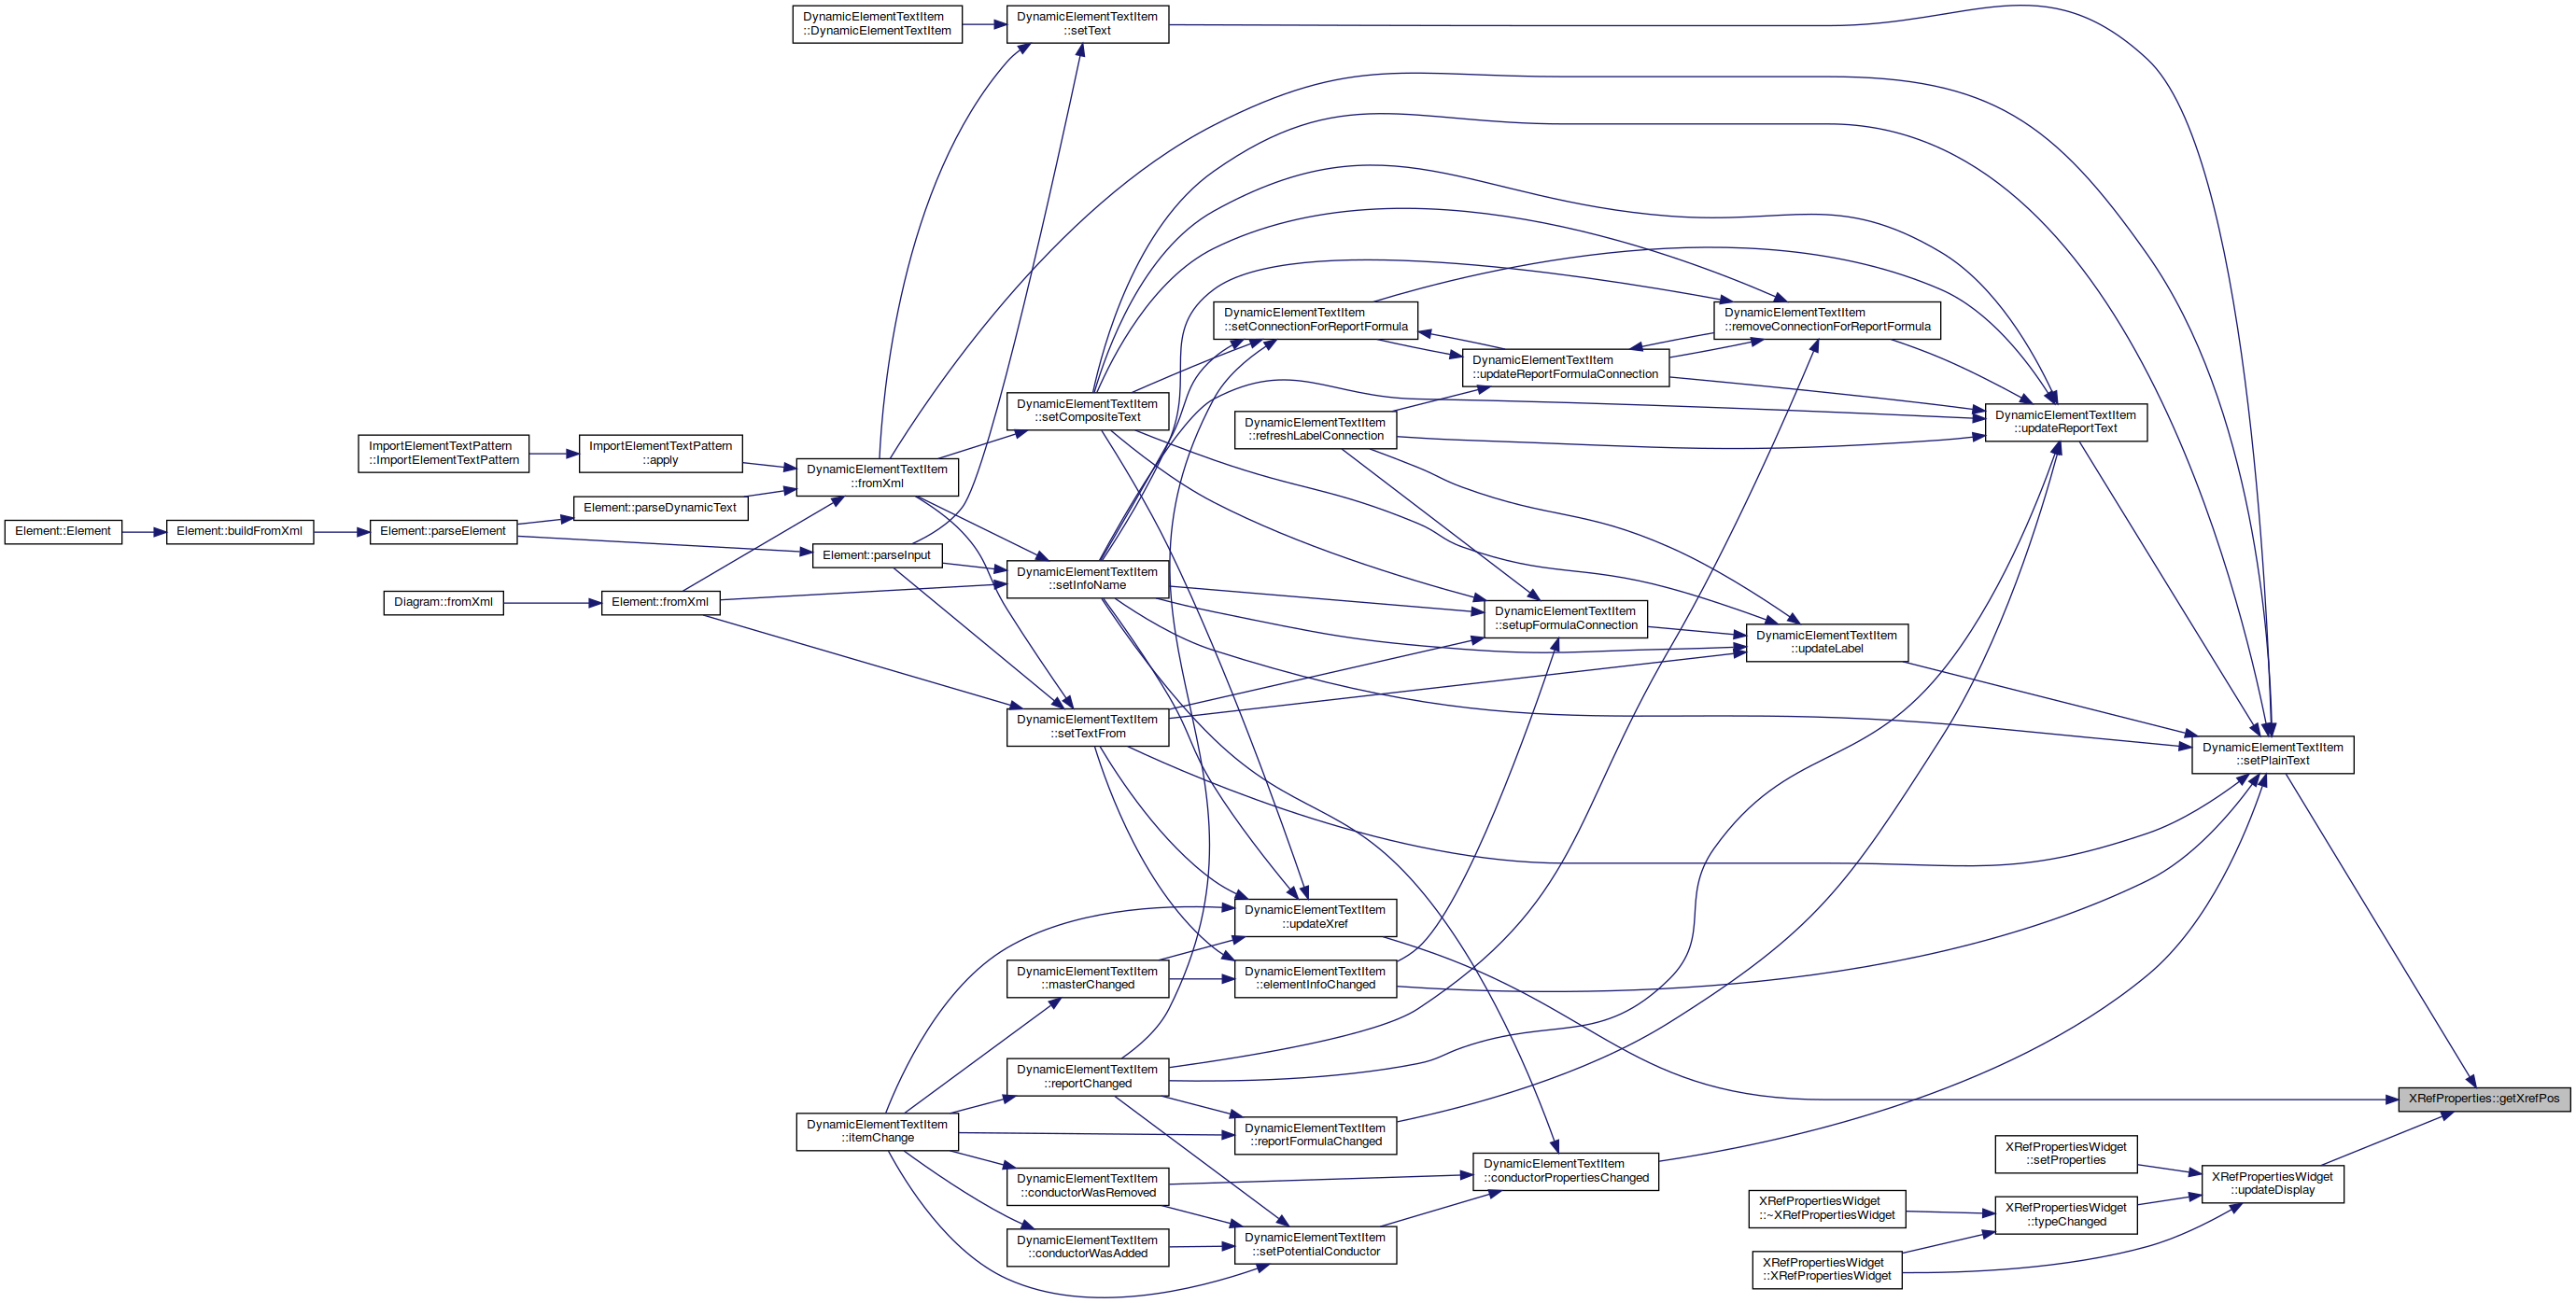 DynamicElementTextItem
::DynamicElementTextItem
DynamicElementTextItem
::setText
DynamicElementTextItem
::setConnectionForReportFormula
DynamicElementTextItem
::removeConnectionForReportFormula
DynamicElementTextItem
::updateReportFormulaConnection
DynamicElementTextItem
::setCompositeText
DynamicElementTextItem
::refreshLabelConnection
DynamicElementTextItem
::updateReportText
ImportElementTextPattern
::ImportElementTextPattern
ImportElementTextPattern
::apply
DynamicElementTextItem
::fromXml
Element::parseDynamicText
Element::Element
Element::buildFromXml
Element::parseElement
Element::parseInput
DynamicElementTextItem
::setInfoName
Diagram::fromXml
Element::fromXml
DynamicElementTextItem
::setupFormulaConnection
DynamicElementTextItem
::updateLabel
DynamicElementTextItem
::setTextFrom
DynamicElementTextItem
::setPlainText
DynamicElementTextItem
::updateXref
DynamicElementTextItem
::masterChanged
DynamicElementTextItem
::elementInfoChanged
DynamicElementTextItem
::reportChanged
XRefProperties::getXrefPos
DynamicElementTextItem
::itemChange
DynamicElementTextItem
::reportFormulaChanged
XRefPropertiesWidget
::setProperties
DynamicElementTextItem
::conductorPropertiesChanged
DynamicElementTextItem
::conductorWasRemoved
XRefPropertiesWidget
::updateDisplay
XRefPropertiesWidget
::~XRefPropertiesWidget
XRefPropertiesWidget
::typeChanged
DynamicElementTextItem
::conductorWasAdded
DynamicElementTextItem
::setPotentialConductor
XRefPropertiesWidget
::XRefPropertiesWidget